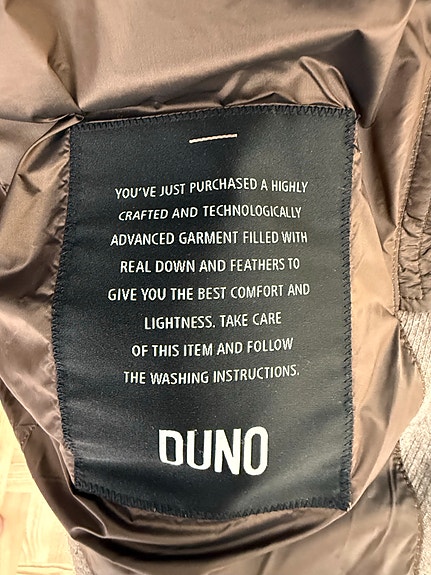 YOU'VE JUST PURCHASED A HIGHLY
CRAFTED AND TECHNOLOGICALLY
ADVANCED GARMENT FILLED WITH
REAL DOWN AND FEATHERS TO
GIVE YOU THE BEST COMFORT AND
LIGHTNESS. TAKE CARE
OF THIS ITEM AND FOLLOW
THE WASHING INSTRUCTIONS.
DUNO